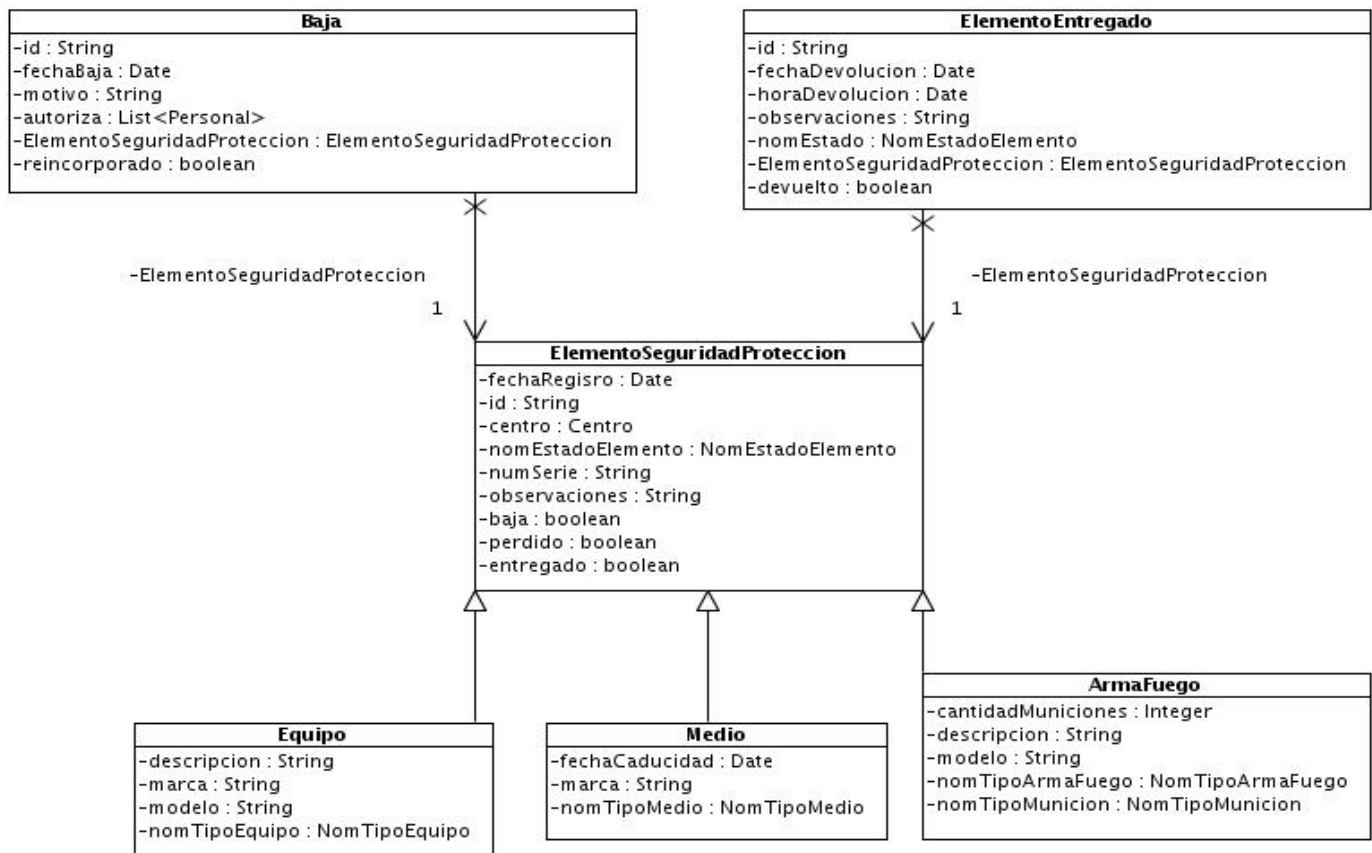 Baja
-id : String
-fechaBaja : Date
-motivo : String
-autoriza : List<Personal>
-ElementoSeguridadProteccion : ElementoSeguridadProteccion
-reincorporado : boolean
ElementoEntregado
-id : String
-fechaDevolucion : Date
-horaDevolucion : Date
-observaciones : String
-nomEstado : NomEstadoElemento
-ElementoSeguridadProteccion : ElementoSeguridadProteccion
-devuelto : boolean
-ElementoSeguridadProteccion
1
-ElementoSeguridadProteccion
1
ElementoSeguridadProteccion
-fechaRegisro : Date
-id : String
-centro : Centro
-nomEstadoElemento : NomEstadoElemento
-numSerie : String
-observaciones : String
-baja : boolean
-perdido : boolean
-entregado : boolean
Equipo
-descripcion : String
-marca : String
-modelo : String
-nomTipoEquipo : NomTipoEquipo
Medio
-fechaCaducidad : Date
-marca : String
-nomTipoMedio : NomTipoMedio
ArmaFuego
-cantidadMuniciones : Integer
-descripcion : String
-modelo : String
-nomTipoArmaFuego : NomTipoArmaFuego
-nomTipoMunicion : NomTipoMunicion